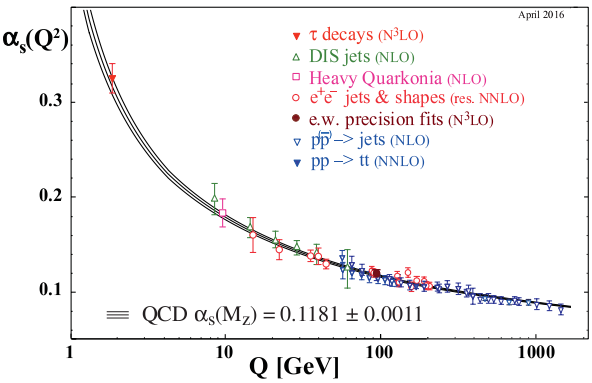 April 2016
αs(Q²)
τ decays (N³LO)
DIS jets (NLO)
Heavy Quarkonia (NLO)
e⁺e⁻ jets & shapes (res. NNLO)
e.w. precision fits (N³LO)
p(p̄) –> jets (NLO)
pp –> tt (NNLO)
0.3
0.2
0.1
QCD αs(Mz) = 0.1181 ± 0.0011
1 10 100 1000
Q [GeV]